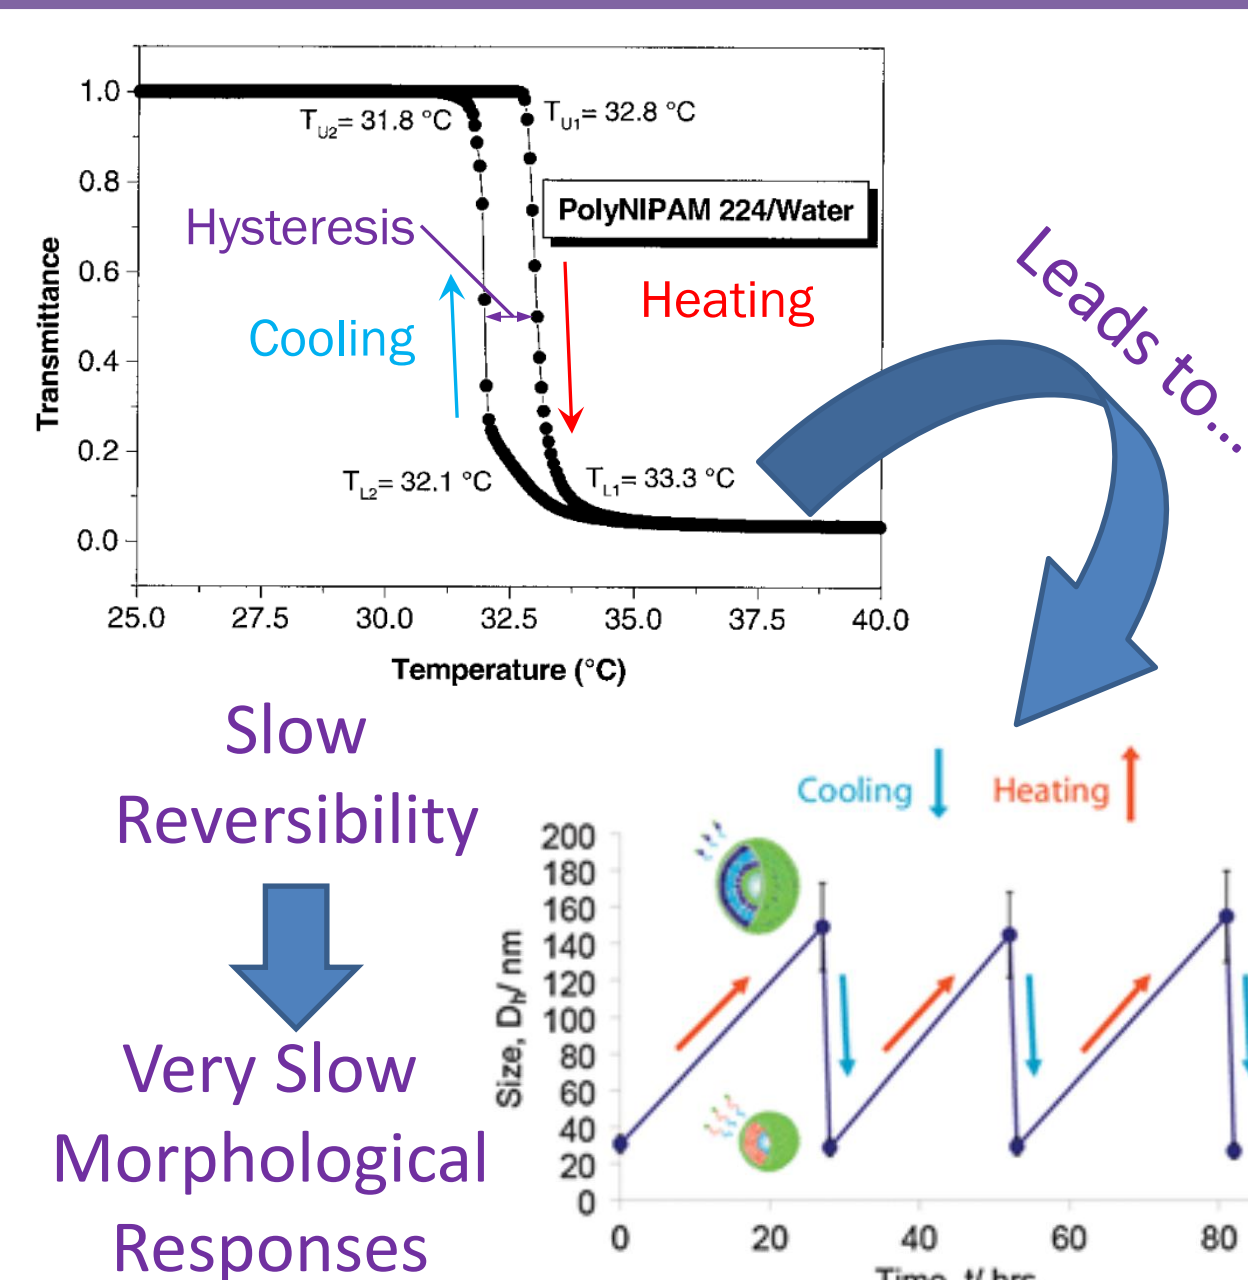 1.0
0.8
0.6
0.4
0.2
0.0
Transmittance
T_U2= 31.8 °C
T_U1= 32.8 °C
PolyNIPAM 224/Water
Hysteresis
Cooling
Heating
T_L2= 32.1 °C
T_L1= 33.3 °C
25.0 27.5 30.0 32.5 35.0 37.5 40.0
Temperature (°C)
Leads to...
Slow
Reversibility
Very Slow
Morphological
Responses
Cooling Heating
200
180
160
140
120
100
80
60
40
20
0
Size, D_h/ nm
0 20 40 60 80
Time, t/ hrs